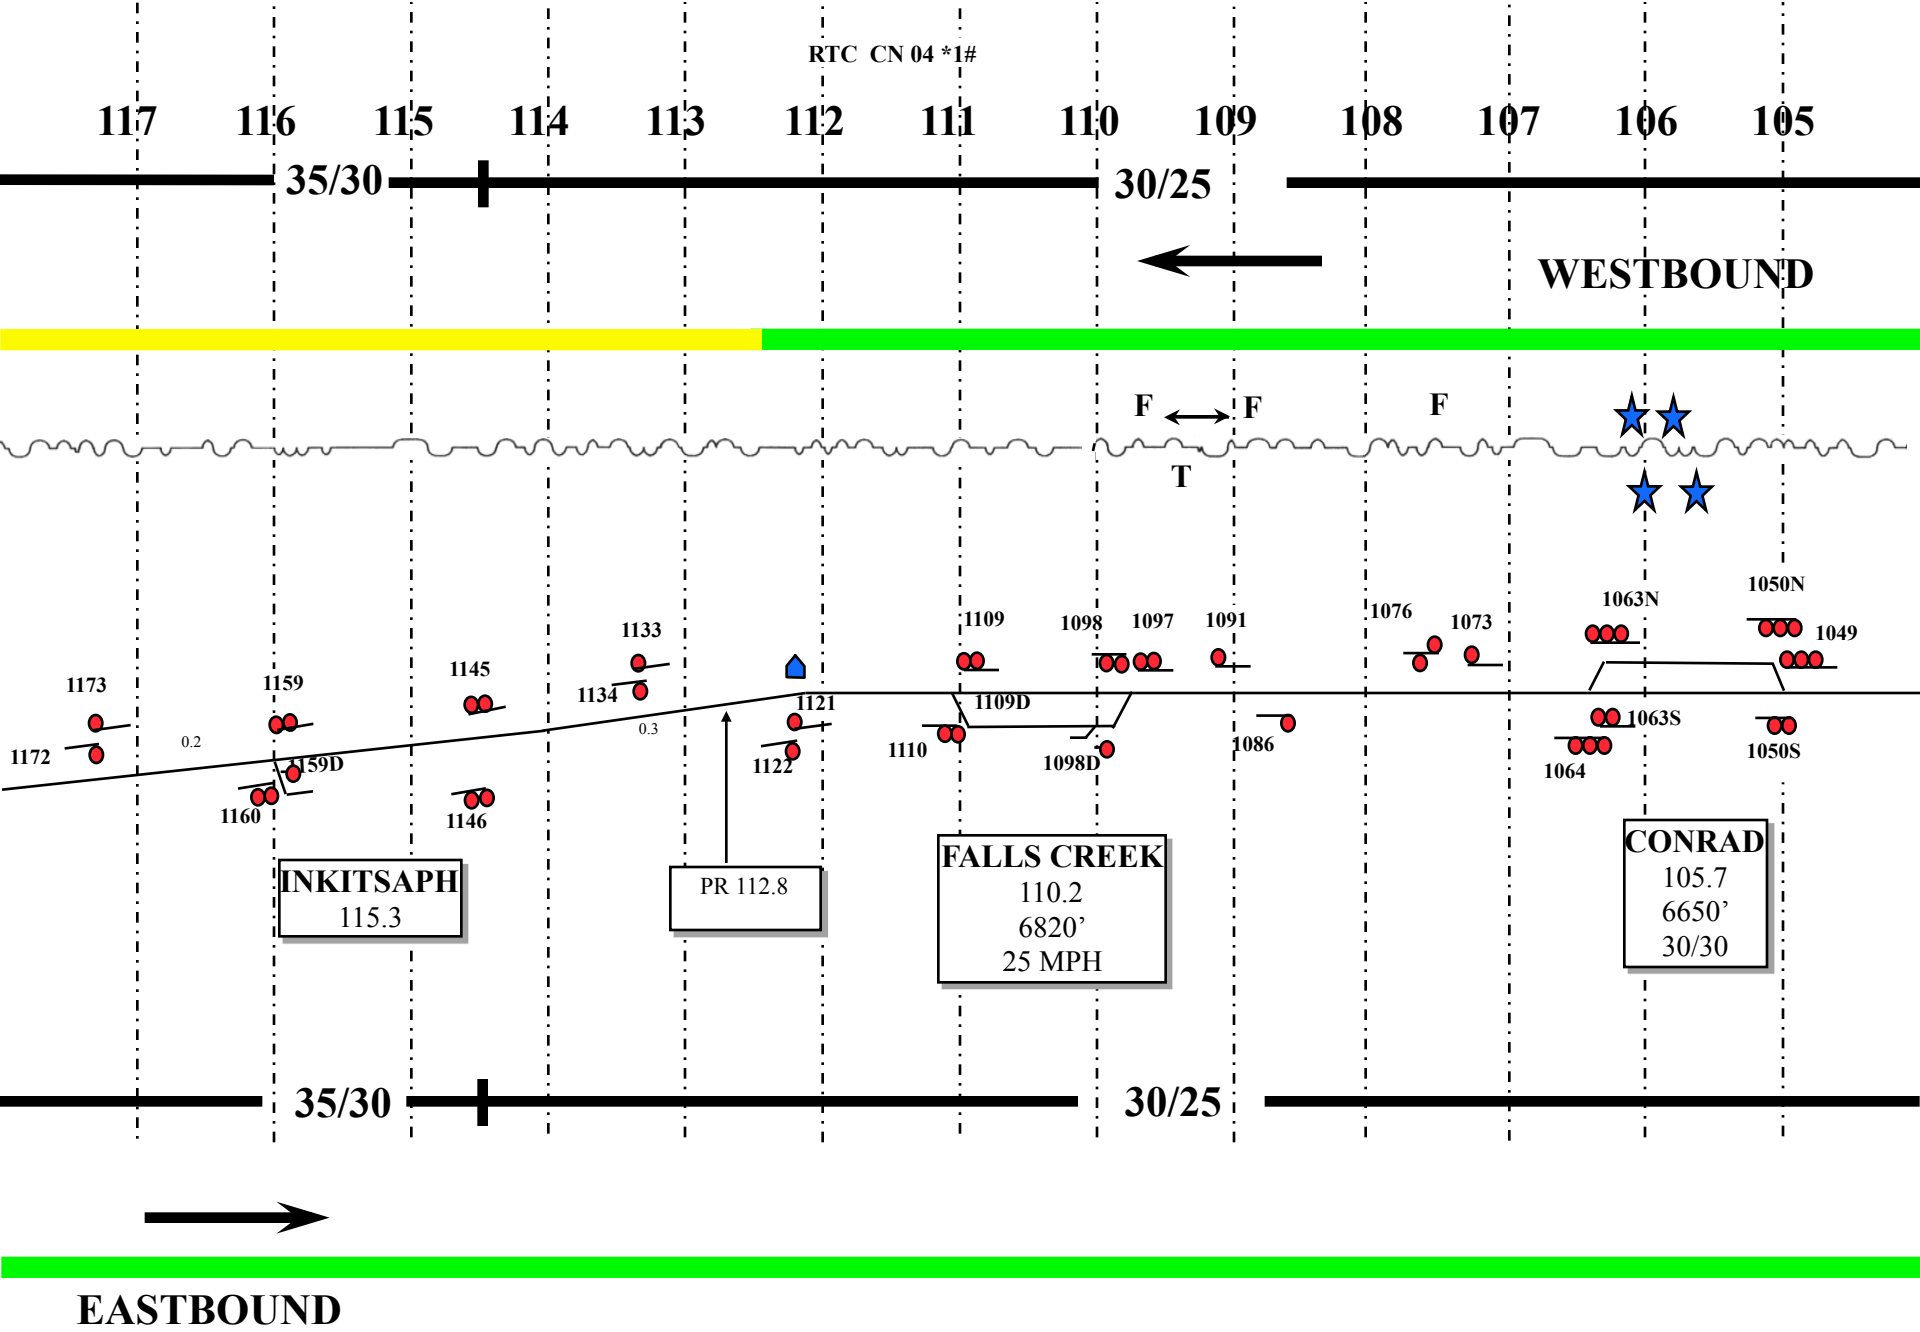 RTC CN 04 *1#
117 116 115 114 113 112 111 110 109 108 107 106 105
35/30 30/25
WESTBOUND
F F F
T
1173 1159 1145 1133 1109 1098 1097 1091 1076 1073 1063N 1050N 1049
1172 0.2 1159D 1134 0.3 1121 1109D 1063S
1160 1146 1122 1110 1098D 1086 1064 1050S
INKITSAPH
115.3
PR 112.8
FALLS CREEK
110.2
6820’
25 MPH
CONRAD
105.7
6650’
30/30
35/30 30/25
EASTBOUND